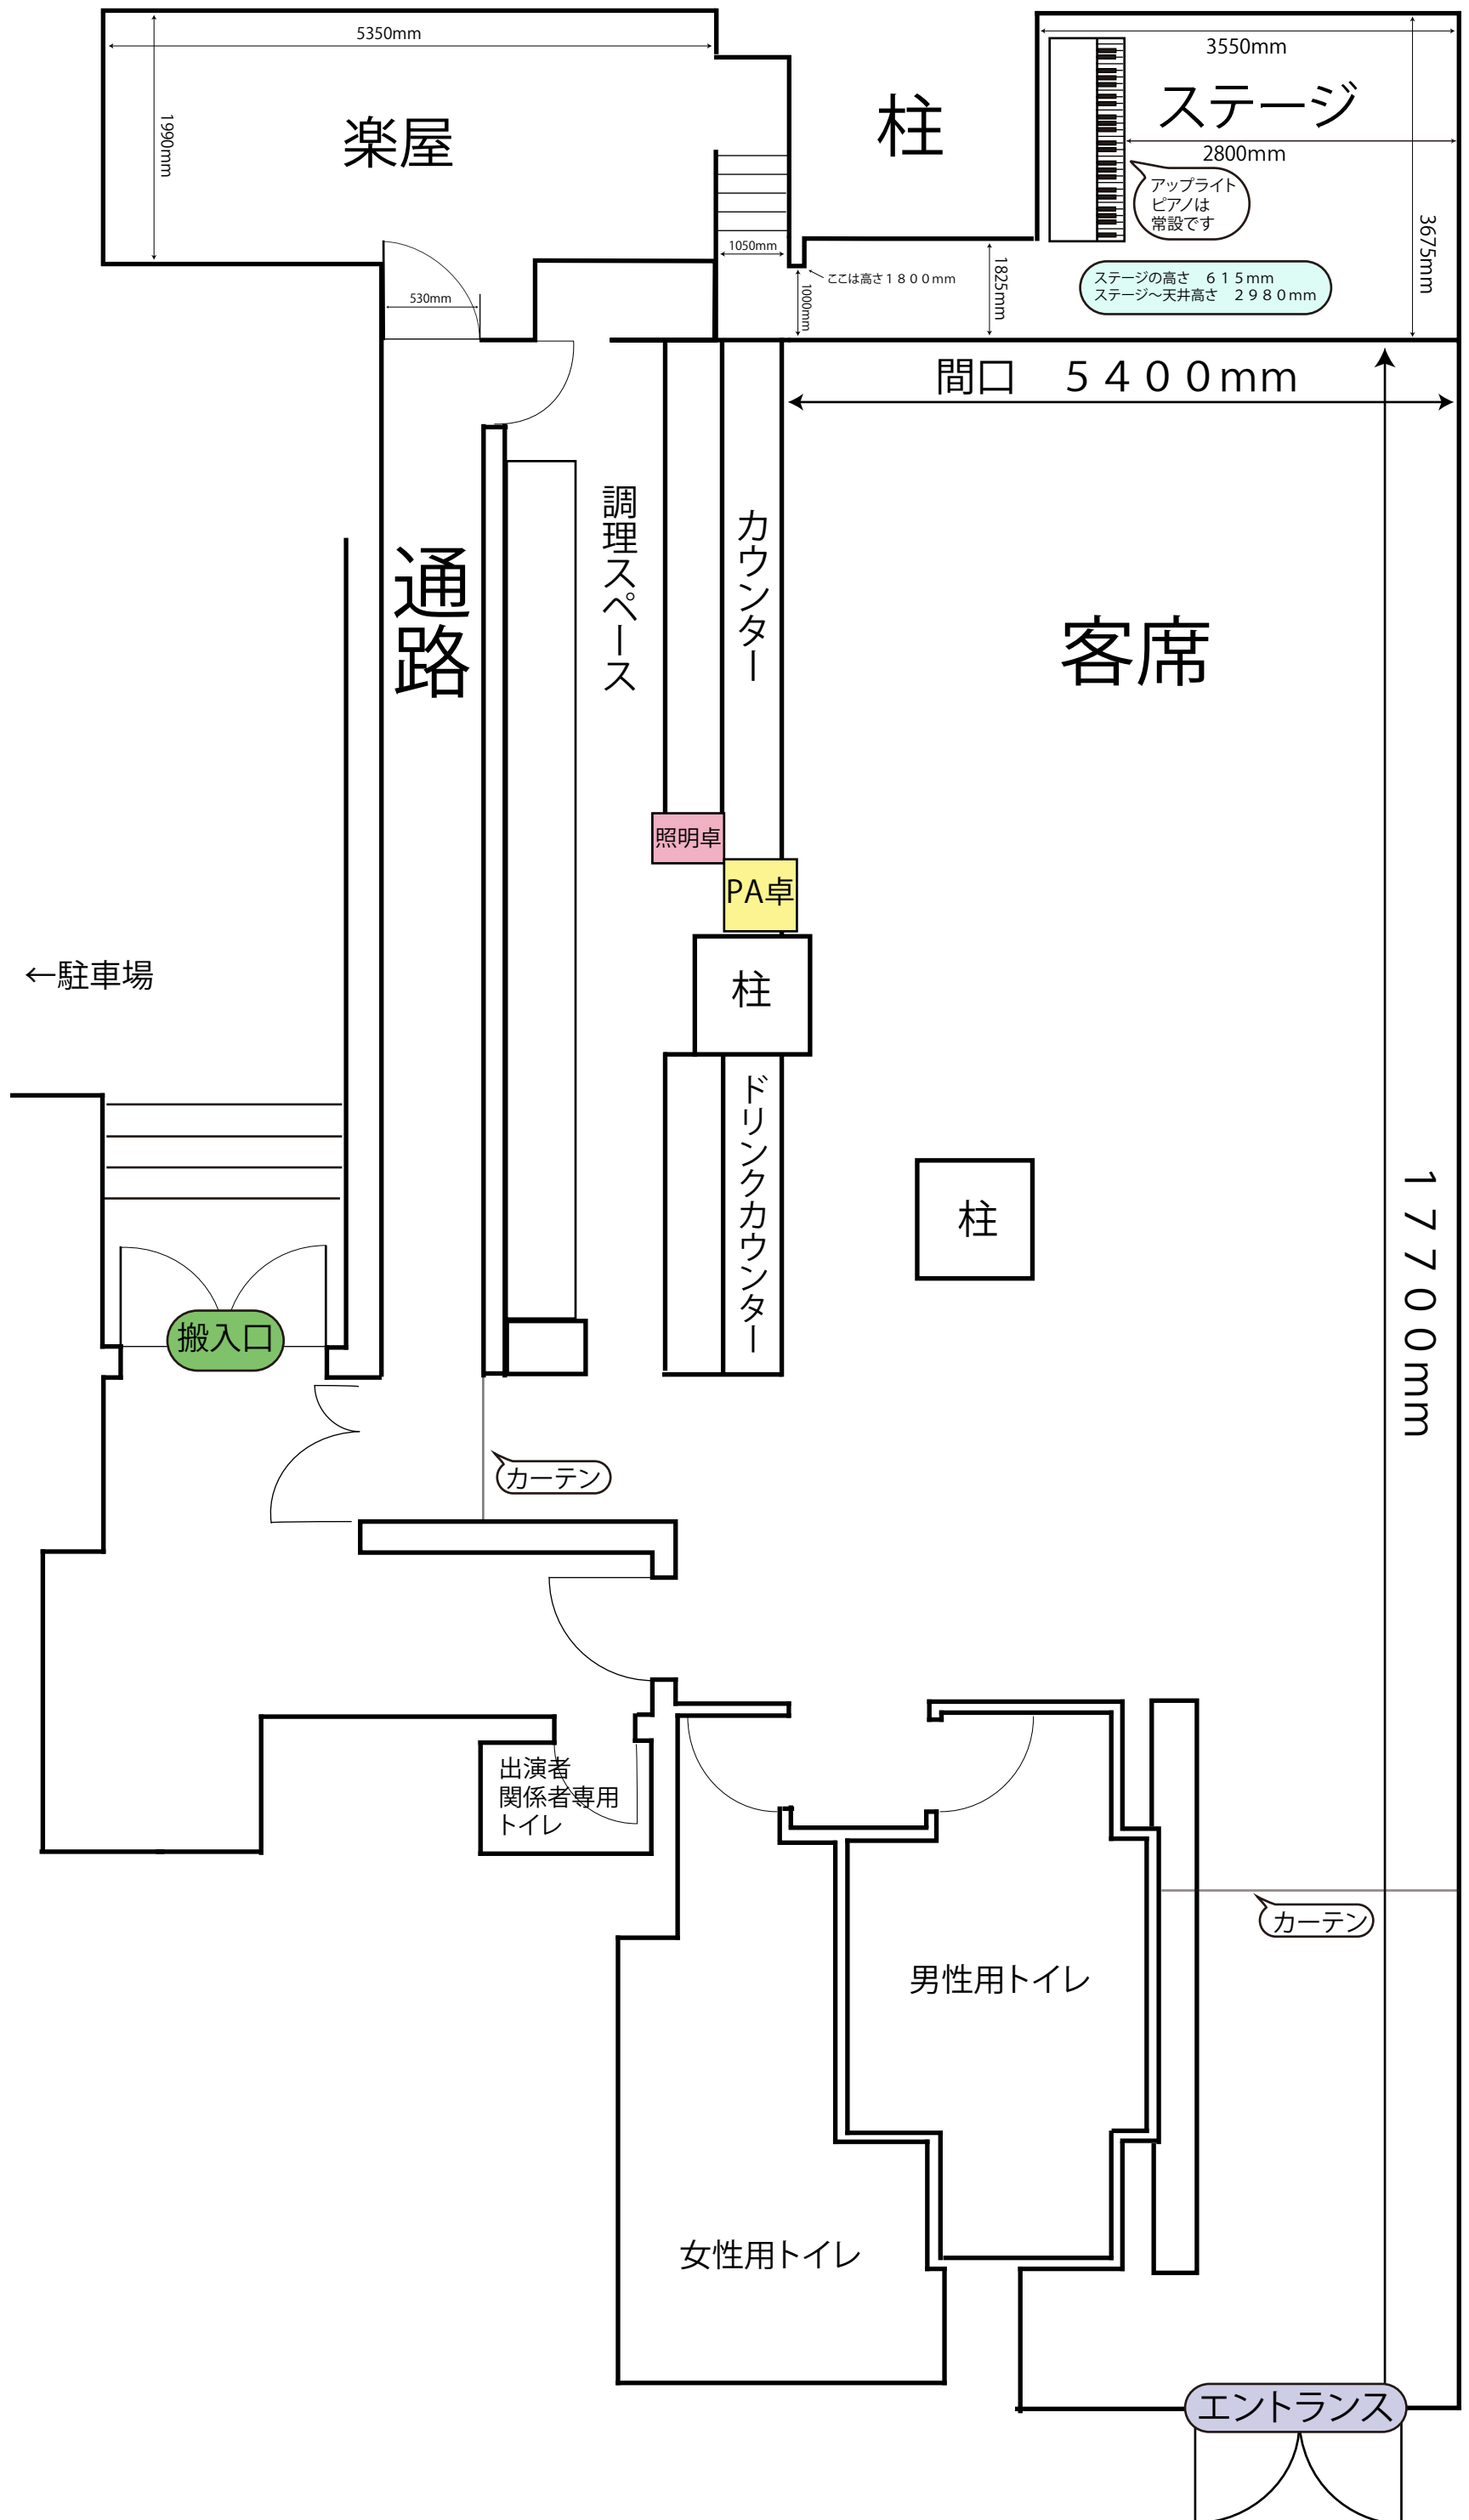 5350mm
1990mm
楽屋
柱
3550mm
ステージ
2800mm
アップライト
ピアノは
常設です
3675mm
1050mm
ここは高さ１８００mm
1000mm
1825mm
ステージの高さ　６１５mm
ステージ～天井高さ　２９８０mm
530mm
間口　５４００mm
通路
調理スペース
カウンター
客席
照明卓
PA卓
←駐車場
柱
ドリンクカウンター
柱
１７７００mm
搬入口
カーテン
出演者
関係者専用
トイレ
カーテン
男性用トイレ
女性用トイレ
エントランス